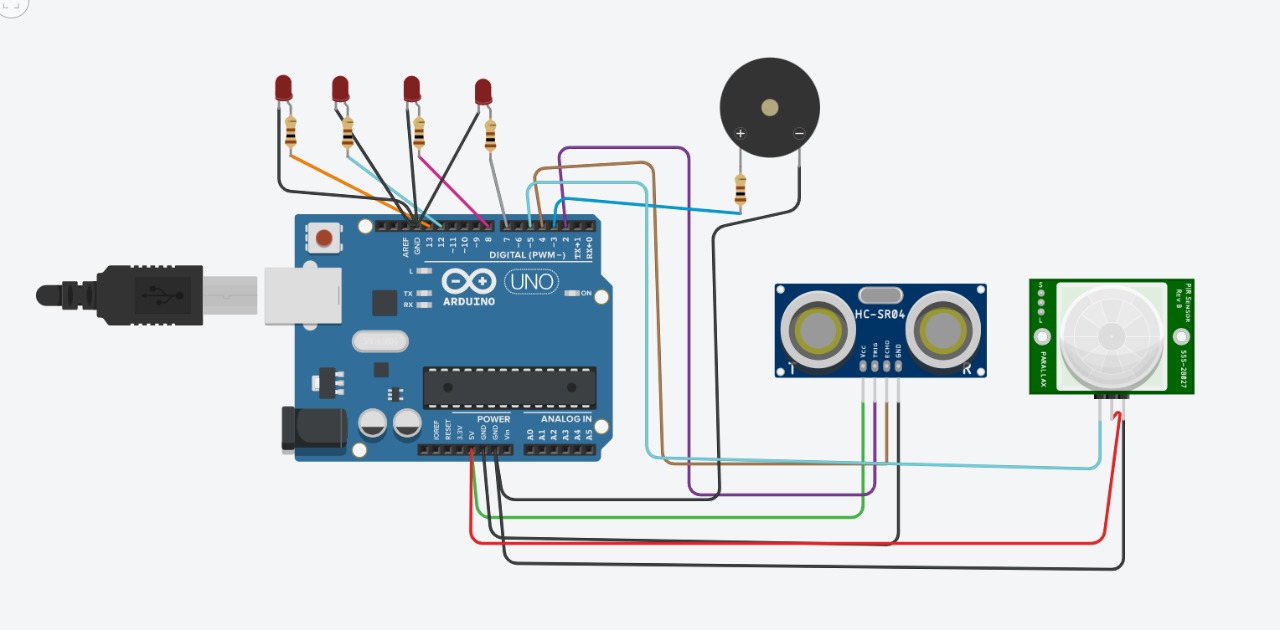 + −
AREF
GND
13
12
~11
~10
~9
8
7
~6
~5
4
~3
2
TX→1
RX←0
DIGITAL (PWM~)
L
TX
RX
ARDUINO
UNO
ON
POWER
ANALOG IN
IOREF
RESET
3.3V
5V
GND
GND
Vin
A0
A1
A2
A3
A4
A5
HC-SR04
VCC
TRIG
ECHO
GND
T
R
PIR Sensor
Rev B
555-28027
PARALLAX